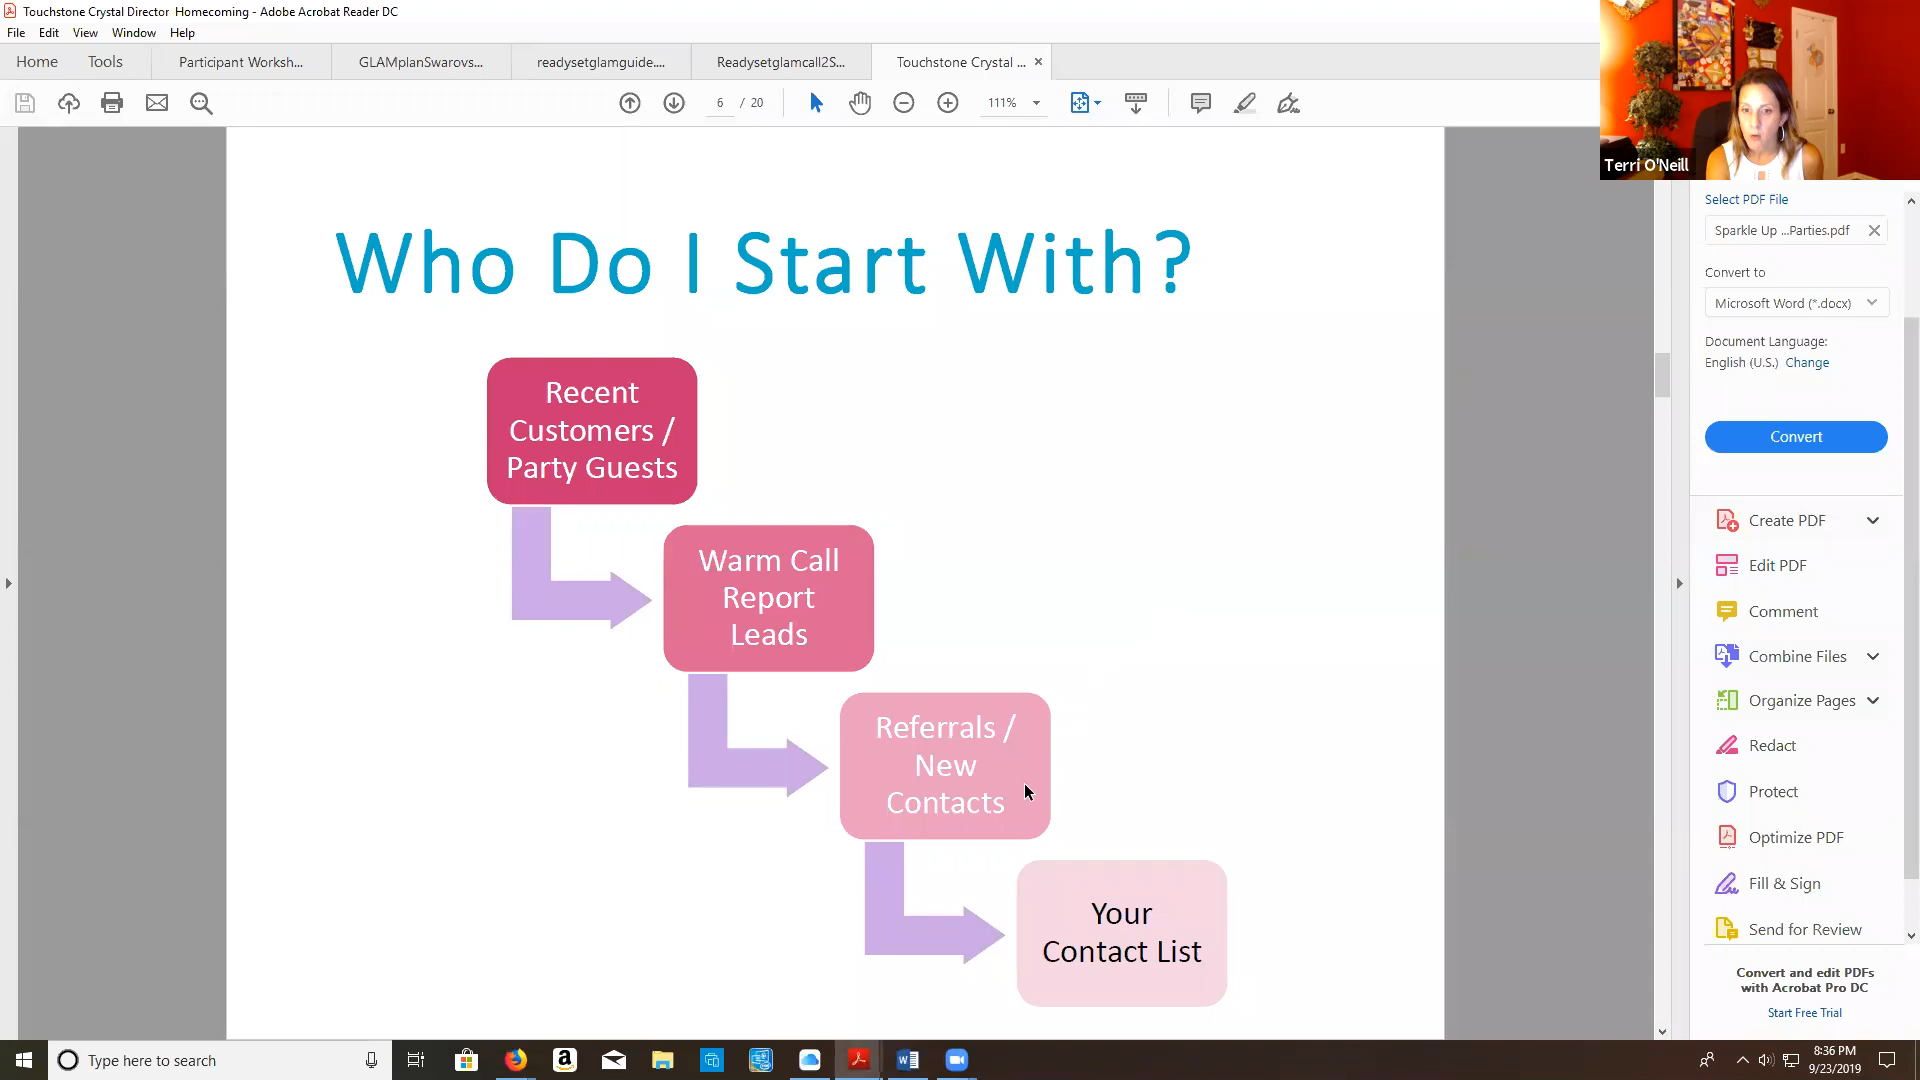 Touchstone Crystal Director  Homecoming - Adobe Acrobat Reader DC
File Edit View Window Help
Home Tools Participant Worksh... GLAMplanSwarovs... readysetglamguide.... Readysetglamcall2S... Touchstone Crystal ...
6 / 20 111%
Terri O'Neill
Who Do I Start With?
Recent
Customers /
Party Guests
Warm Call
Report
Leads
Referrals /
New
Contacts
Your
Contact List
Select PDF File
Sparkle Up ...Parties.pdf
Convert to
Microsoft Word (*.docx)
Document Language:
English (U.S.) Change
Convert
Create PDF
Edit PDF
Comment
Combine Files
Organize Pages
Redact
Protect
Optimize PDF
Fill & Sign
Send for Review
Convert and edit PDFs
with Acrobat Pro DC
Start Free Trial
Type here to search
8:36 PM
9/23/2019